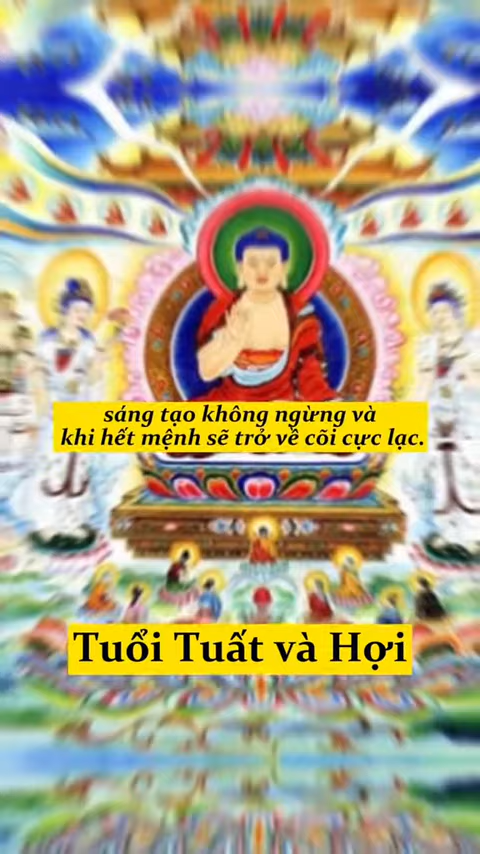 sáng tạo không ngừng và
khi hết mệnh sẽ trở về cõi cực lạc.
Tuổi Tuất và Hợi